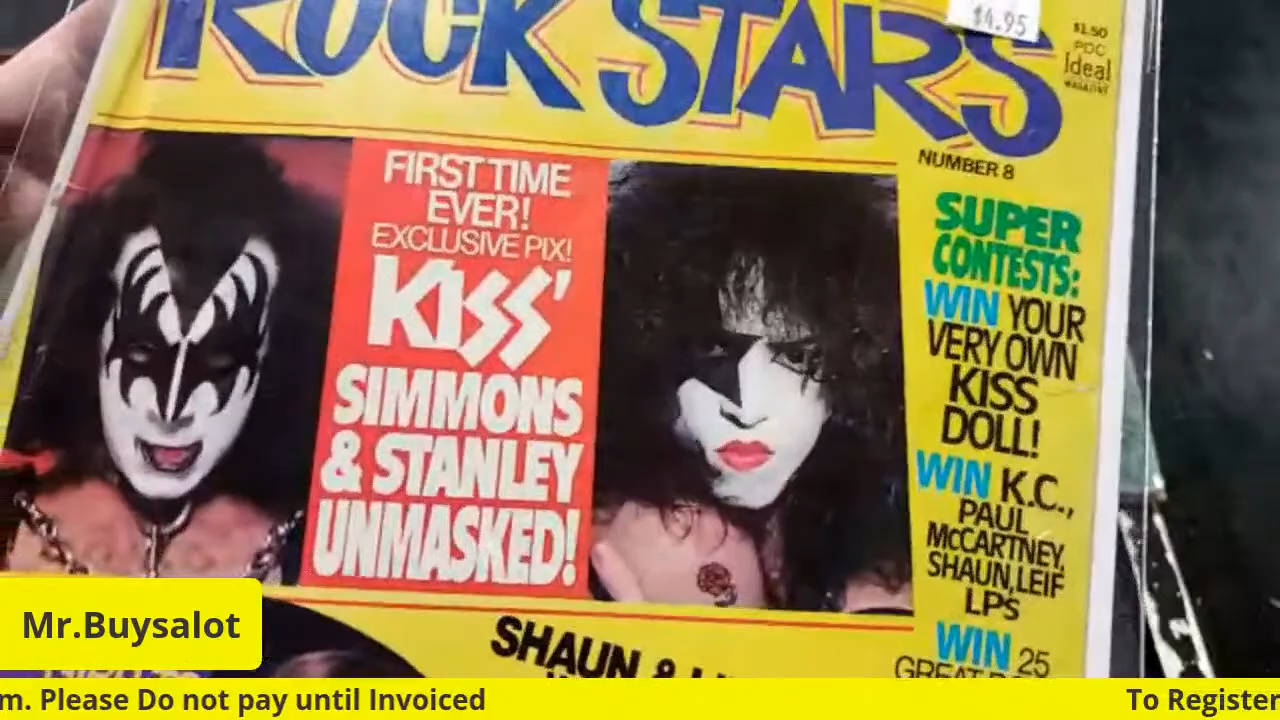 ROCK STARS
$4.95
$1.50
PDC
Ideal
MAGAZINE
NUMBER 8
FIRST TIME
EVER!
EXCLUSIVE PIX!
KISS'
SIMMONS
& STANLEY
UNMASKED!
SUPER
CONTESTS:
WIN YOUR
VERY OWN
KISS
DOLL!
WIN K.C.,
PAUL
McCARTNEY,
SHAUN, LEIF
LPs
WIN 25
GREAT
SHAUN &
Mr.Buysalot
m. Please Do not pay until Invoiced
To Register